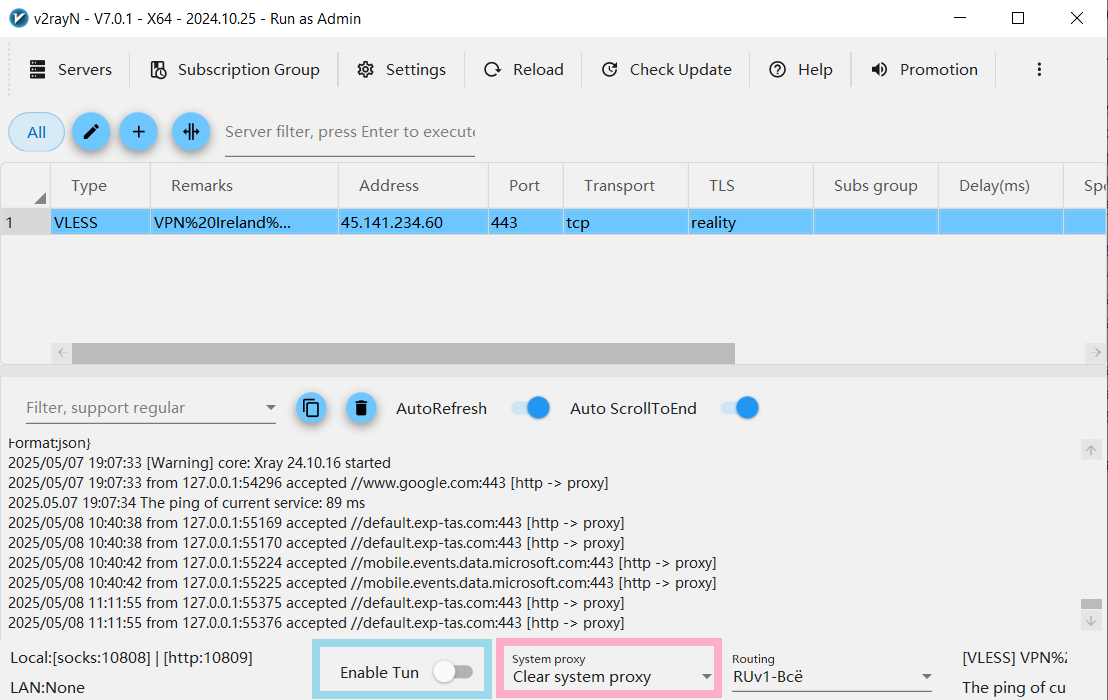 v2rayN - V7.0.1 - X64 - 2024.10.25 - Run as Admin
Servers Subscription Group Settings Reload Check Update Help Promotion
All Server filter, press Enter to execute
Type Remarks Address Port Transport TLS Subs group Delay(ms) Spe
1 VLESS VPN%20Ireland%... 45.141.234.60 443 tcp reality
Filter, support regular AutoRefresh Auto ScrollToEnd
Format:json}
2025/05/07 19:07:33 [Warning] core: Xray 24.10.16 started
2025/05/07 19:07:33 from 127.0.0.1:54296 accepted //www.google.com:443 [http -> proxy]
2025.05.07 19:07:34 The ping of current service: 89 ms
2025/05/08 10:40:38 from 127.0.0.1:55169 accepted //default.exp-tas.com:443 [http -> proxy]
2025/05/08 10:40:38 from 127.0.0.1:55170 accepted //default.exp-tas.com:443 [http -> proxy]
2025/05/08 10:40:42 from 127.0.0.1:55224 accepted //mobile.events.data.microsoft.com:443 [http -> proxy]
2025/05/08 10:40:42 from 127.0.0.1:55225 accepted //mobile.events.data.microsoft.com:443 [http -> proxy]
2025/05/08 11:11:55 from 127.0.0.1:55375 accepted //default.exp-tas.com:443 [http -> proxy]
2025/05/08 11:11:55 from 127.0.0.1:55376 accepted //default.exp-tas.com:443 [http -> proxy]
Local:[socks:10808] | [http:10809]
LAN:None
Enable Tun
System proxy
Clear system proxy
Routing
RUv1-Всё
[VLESS] VPN%2
The ping of cu